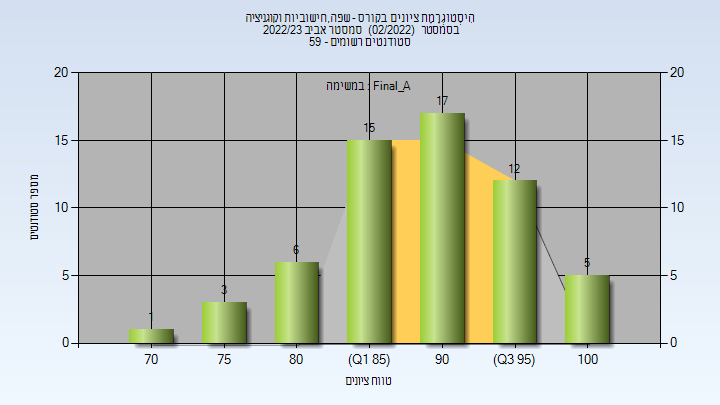 היסטוגרמת ציונים בקורס - שפה,חישוביות וקוגניציה
בסמסטר (02/2022) סמסטר אביב 2022/23
סטודנטים רשומים - 59
במשימה : Final_A
20
15
10
5
0
מספר סטודנטים
1
3
6
15
17
12
5
20
15
10
5
0
70
75
80
(Q1 85)
90
(Q3 95)
100
טווח ציונים